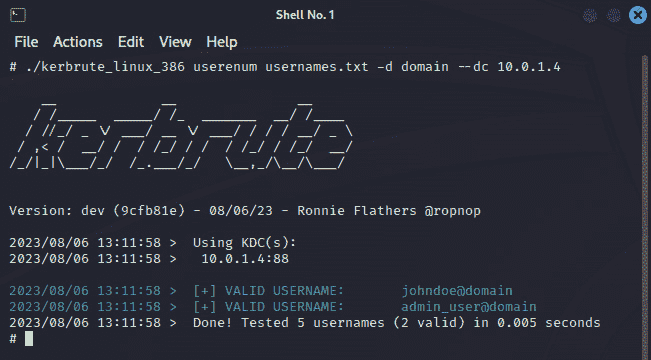 Shell No. 1
File Actions Edit View Help
# ./kerbrute_linux_386 userenum usernames.txt -d domain --dc 10.0.1.4
kerbrute
Version: dev (9cfb81e) - 08/06/23 - Ronnie Flathers @ropnop
2023/08/06 13:11:58 > Using KDC(s):
2023/08/06 13:11:58 > 10.0.1.4:88
2023/08/06 13:11:58 > [+] VALID USERNAME: johndoe@domain
2023/08/06 13:11:58 > [+] VALID USERNAME: admin_user@domain
2023/08/06 13:11:58 > Done! Tested 5 usernames (2 valid) in 0.005 seconds
#